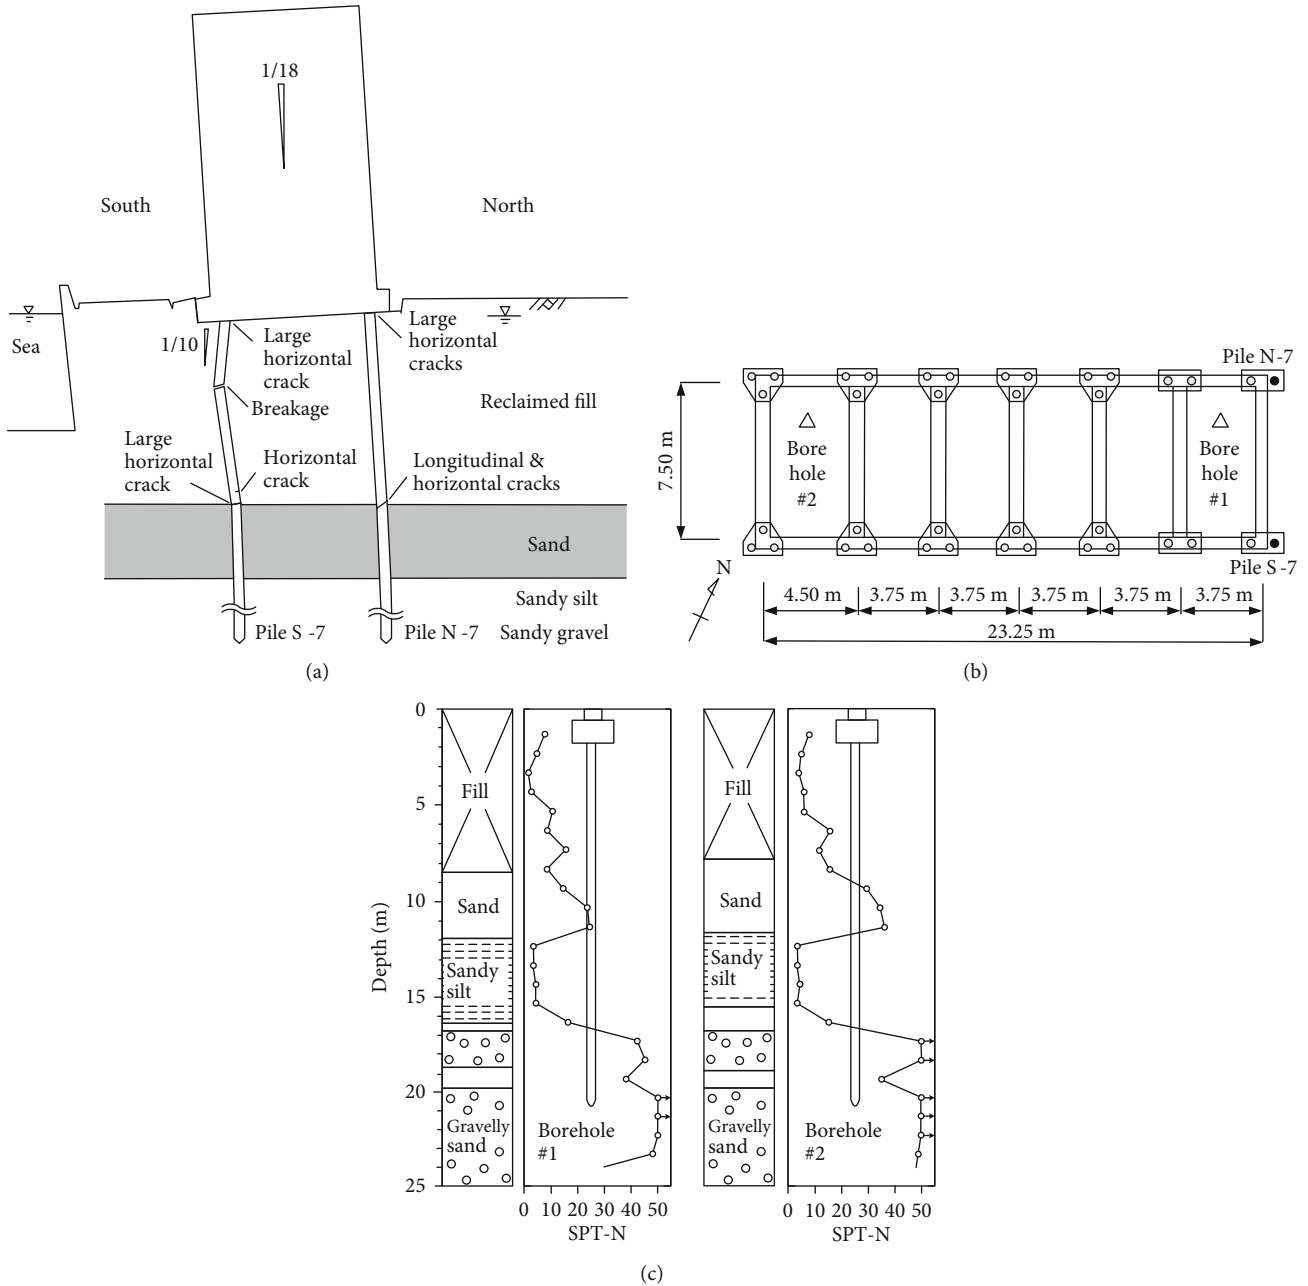 1/18
South
North
Sea
1/10
Large
horizontal
crack
Large
horizontal
cracks
Breakage
Reclaimed fill
Large
horizontal
crack
Horizontal
crack
Longitudinal &
horizontal cracks
Sand
Sandy silt
Pile S -7
Pile N -7
Sandy gravel
(a)
Pile N-7
7.50 m
Bore
hole
#2
Bore
hole
#1
Pile S -7
N
4.50 m 3.75 m 3.75 m 3.75 m 3.75 m 3.75 m
23.25 m
(b)
Depth (m)
0
5
10
15
20
25
Fill
Sand
Sandy
silt
Gravelly
sand
Borehole
#1
0 10 20 30 40 50
SPT-N
Fill
Sand
Sandy
silt
Gravelly
sand
Borehole
#2
0 10 20 30 40 50
SPT-N
(c)